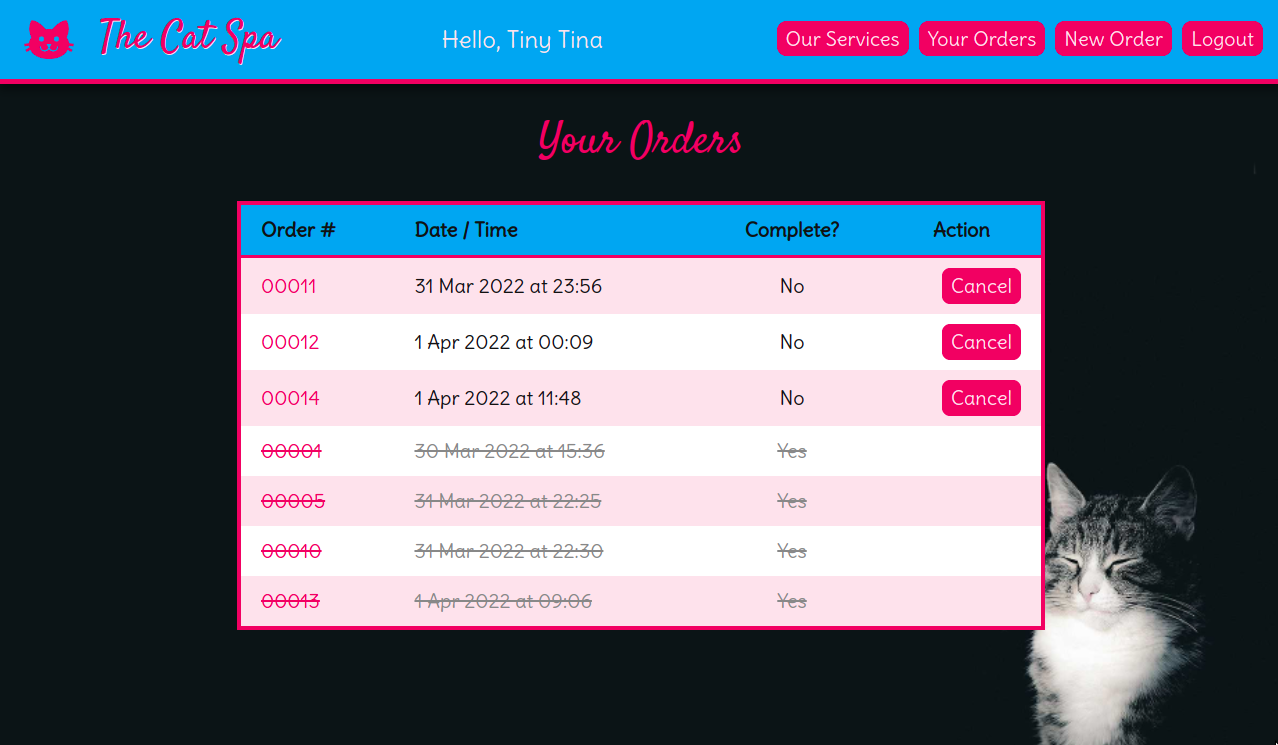 The Cat Spa Hello, Tiny Tina Our Services Your Orders New Order Logout
Your Orders
Order # Date / Time Complete? Action
00011 31 Mar 2022 at 23:56 No Cancel
00012 1 Apr 2022 at 00:09 No Cancel
00014 1 Apr 2022 at 11:48 No Cancel
00001 30 Mar 2022 at 15:36 Yes
00005 31 Mar 2022 at 22:25 Yes
00010 31 Mar 2022 at 22:30 Yes
00013 1 Apr 2022 at 09:06 Yes